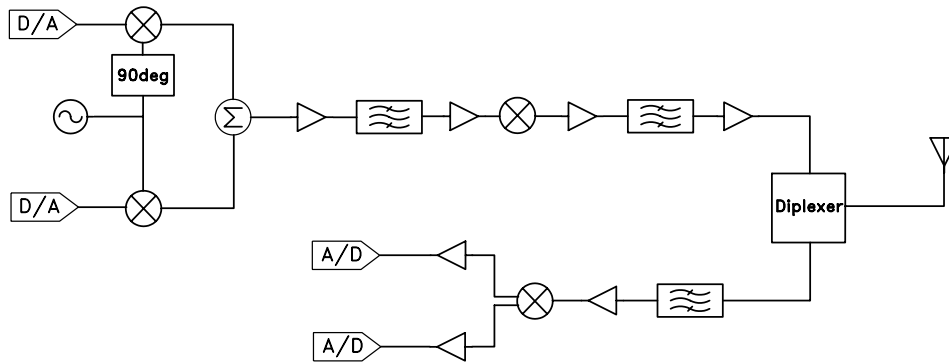 D/A
90deg
Σ
D/A
Diplexer
A/D
A/D